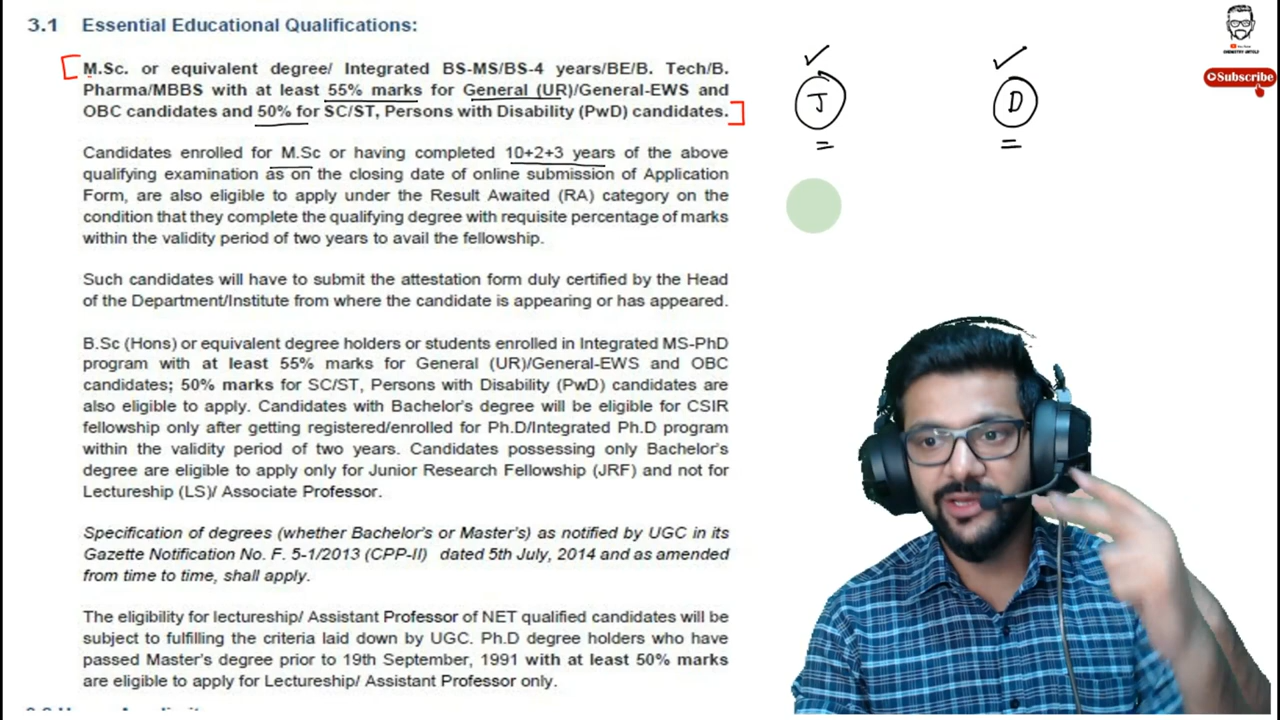 3.1 Essential Educational Qualifications:
M.Sc. or equivalent degree/ Integrated BS-MS/BS-4 years/BE/B. Tech/B.
Pharma/MBBS with at least 55% marks for General (UR)/General-EWS and
OBC candidates and 50% for SC/ST, Persons with Disability (PwD) candidates.
Candidates enrolled for M.Sc or having completed 10+2+3 years of the above
qualifying examination as on the closing date of online submission of Application
Form, are also eligible to apply under the Result Awaited (RA) category on the
condition that they complete the qualifying degree with requisite percentage of marks
within the validity period of two years to avail the fellowship.
Such candidates will have to submit the attestation form duly certified by the Head
of the Department/Institute from where the candidate is appearing or has appeared.
B.Sc (Hons) or equivalent degree holders or students enrolled in Integrated MS-PhD
program with at least 55% marks for General (UR)/General-EWS and OBC
candidates; 50% marks for SC/ST, Persons with Disability (PwD) candidates are
also eligible to apply. Candidates with Bachelor's degree will be eligible for CSIR
fellowship only after getting registered/enrolled for Ph.D/Integrated Ph.D program
within the validity period of two years. Candidates possessing only Bachelor's
degree are eligible to apply only for Junior Research Fellowship (JRF) and not for
Lectureship (LS)/ Associate Professor.
Specification of degrees (whether Bachelor's or Master's) as notified by UGC in its
Gazette Notification No. F. 5-1/2013 (CPP-II) dated 5th July, 2014 and as amended
from time to time, shall apply.
The eligibility for lectureship/ Assistant Professor of NET qualified candidates will be
subject to fulfilling the criteria laid down by UGC. Ph.D degree holders who have
passed Master's degree prior to 19th September, 1991 with at least 50% marks
are eligible to apply for Lectureship/ Assistant Professor only.
J D
Subscribe